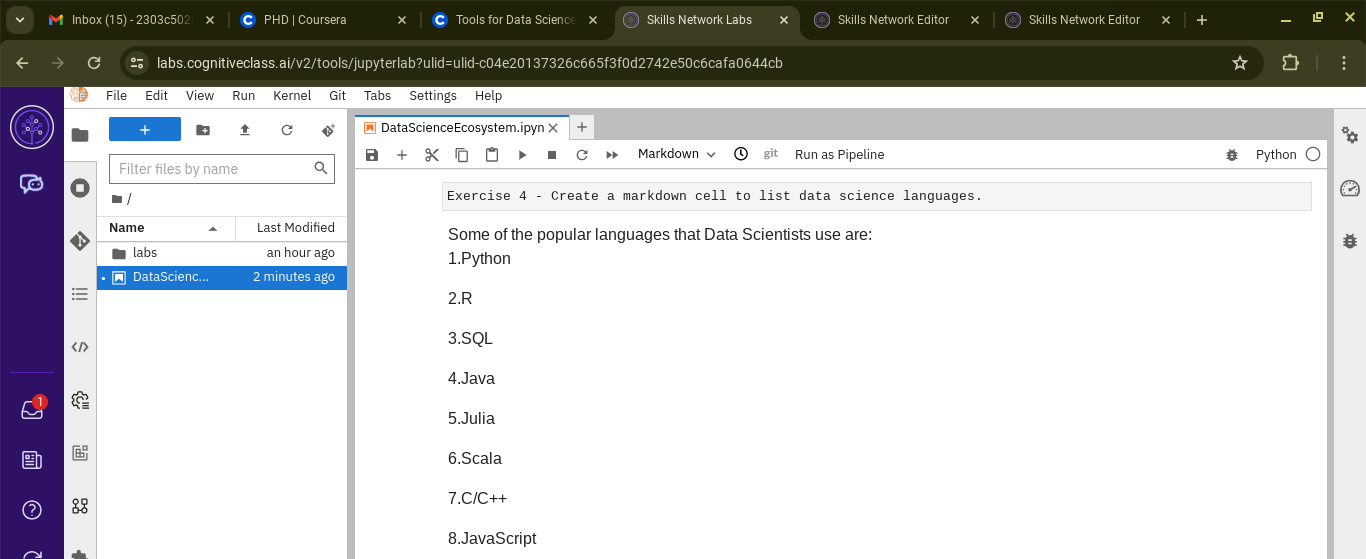 Inbox (15) - 2303c502
PHD | Coursera
Tools for Data Science
Skills Network Labs
Skills Network Editor
Skills Network Editor
labs.cognitiveclass.ai/v2/tools/jupyterlab?ulid=ulid-c04e20137326c665f3f0d2742e50c6cafa0644cb
File Edit View Run Kernel Git Tabs Settings Help
DataScienceEcosystem.ipyn
Markdown git Run as Pipeline Python
Filter files by name
/
Name Last Modified
labs an hour ago
DataScienc... 2 minutes ago
1
Exercise 4 - Create a markdown cell to list data science languages.
Some of the popular languages that Data Scientists use are:
1.Python
2.R
3.SQL
4.Java
5.Julia
6.Scala
7.C/C++
8.JavaScript